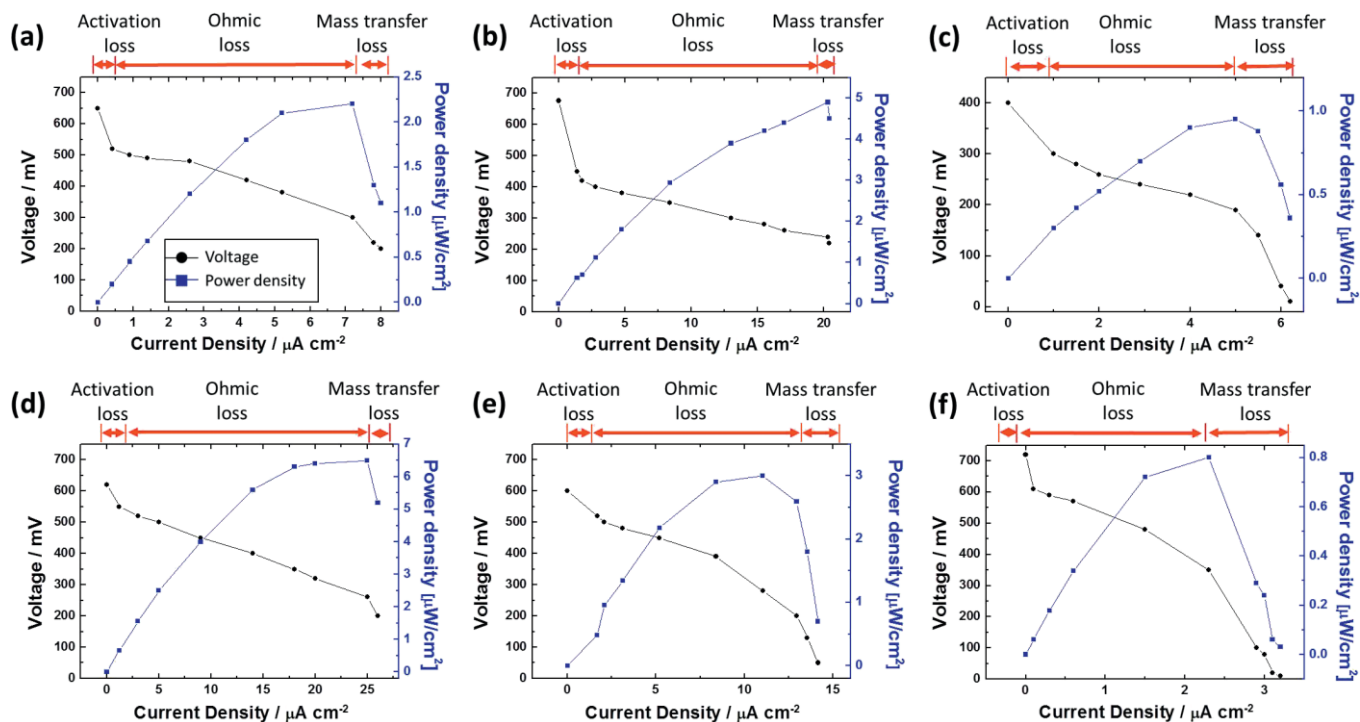 (a)
Activation loss
Ohmic loss
Mass transfer loss
Voltage / mV
700
600
500
400
300
200
100
0
0 1 2 3 4 5 6 7 8
Current Density / μA cm-2
Power density [μW/cm2]
2.5
2.0
1.5
1.0
0.5
0.0
Voltage
Power density
(b)
Activation loss
Ohmic loss
Mass transfer loss
Voltage / mV
700
600
500
400
300
200
100
0
0 5 10 15 20
Current Density / μA cm-2
Power density [μW/cm2]
5
4
3
2
1
0
(c)
Activation loss
Ohmic loss
Mass transfer loss
Voltage / mV
400
300
200
100
0
0 2 4 6
Current Density / μA cm-2
Power density [μW/cm2]
1.0
0.5
0.0
(d)
Activation loss
Ohmic loss
Mass transfer loss
Voltage / mV
700
600
500
400
300
200
100
0
0 5 10 15 20 25
Current Density / μA cm-2
Power density [μW/cm2]
7
6
5
4
3
2
1
0
(e)
Activation loss
Ohmic loss
Mass transfer loss
Voltage / mV
700
600
500
400
300
200
100
0
0 5 10 15
Current Density / μA cm-2
Power density [μW/cm2]
3
2
1
0
(f)
Activation loss
Ohmic loss
Mass transfer loss
Voltage / mV
700
600
500
400
300
200
100
0
0 1 2 3
Current Density / μA cm-2
Power density [μW/cm2]
0.8
0.6
0.4
0.2
0.0